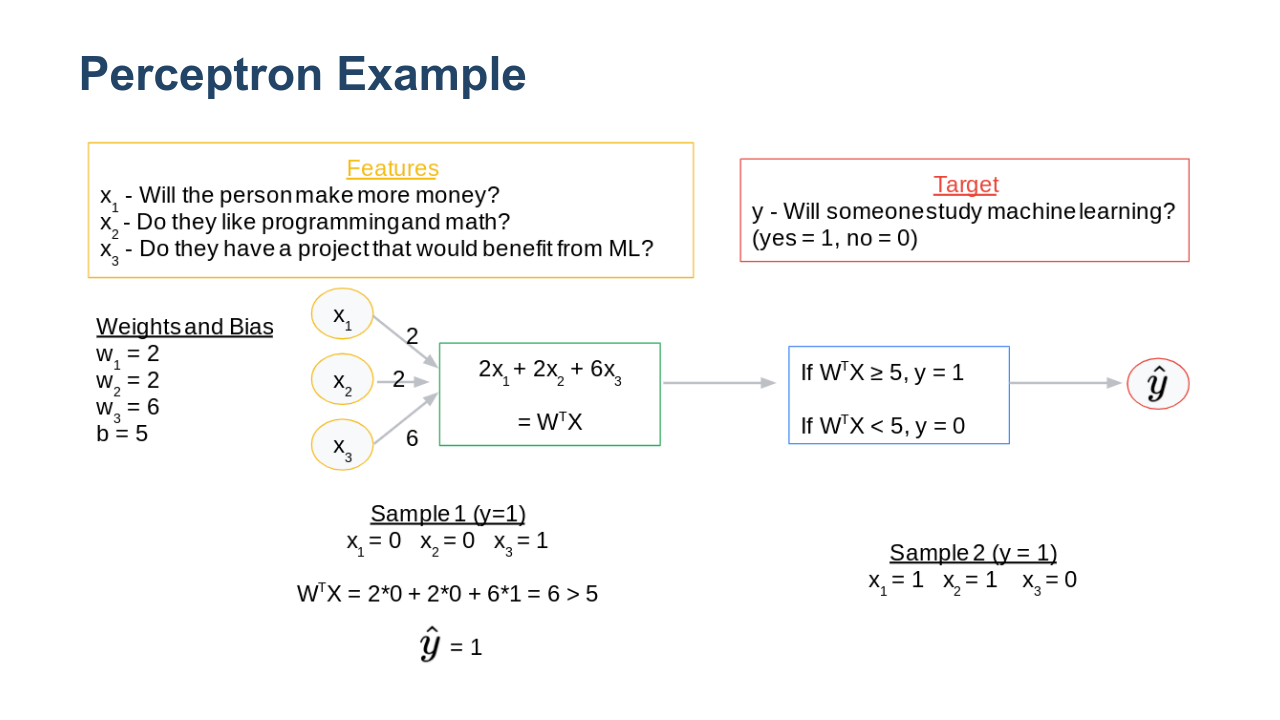 Perceptron Example
Features
x1 - Will the person make more money?
x2 - Do they like programming and math?
x3 - Do they have a project that would benefit from ML?
Target
y - Will someone study machine learning?
(yes = 1, no = 0)
Weights and Bias
w1 = 2
w2 = 2
w3 = 6
b = 5
x1
x2
x3
2
2
6
2x1 + 2x2 + 6x3
= WᵀX
If WᵀX ≥ 5, y = 1
If WᵀX < 5, y = 0
ŷ
Sample 1 (y=1)
x1 = 0 x2 = 0 x3 = 1
WᵀX = 2*0 + 2*0 + 6*1 = 6 > 5
ŷ = 1
Sample 2 (y = 1)
x1 = 1 x2 = 1 x3 = 0